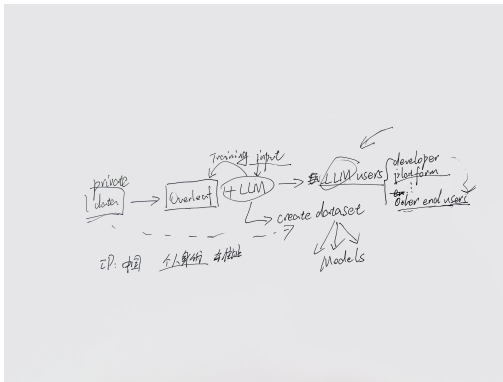 Training input
private
data
Overleaf
+ LLM
LLM users
developer
platform
Other end users
create dataset
Models
IP: 中国 个人身份